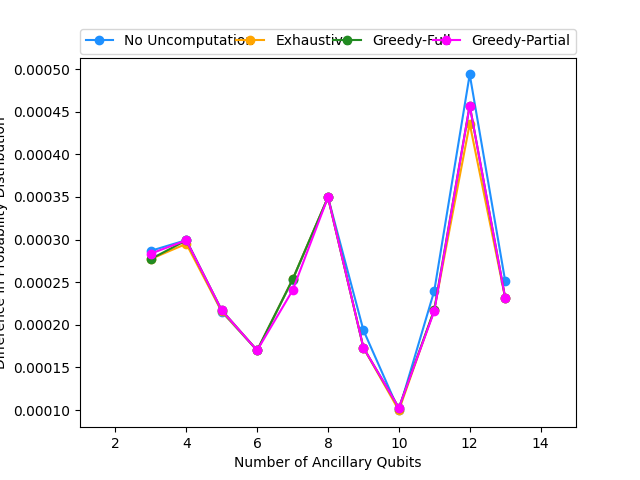 No Uncomputation Exhaustive Greedy-Full Greedy-Partial
Difference in Probability Distribution
0.00050
0.00045
0.00040
0.00035
0.00030
0.00025
0.00020
0.00015
0.00010
2 4 6 8 10 12 14
Number of Ancillary Qubits